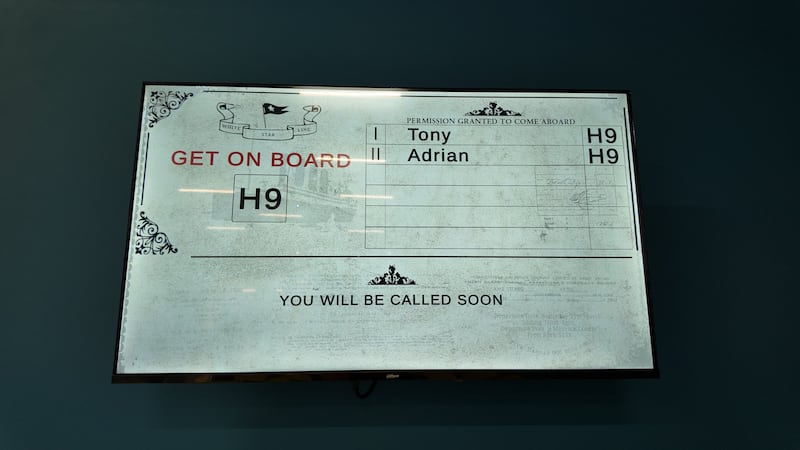 WHITE STAR LINE
GET ON BOARD
H9
PERMISSION GRANTED TO COME ABOARD
I Tony H9
II Adrian H9
YOU WILL BE CALLED SOON